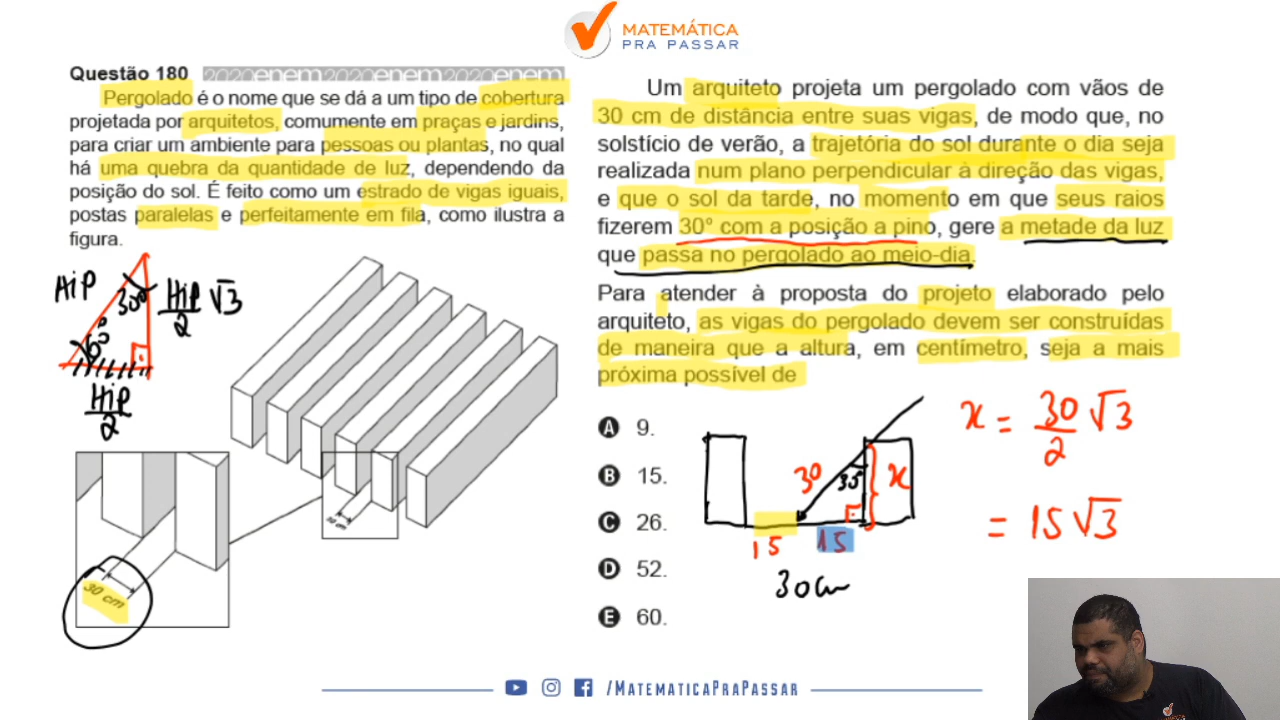 MATEMÁTICA
PRA PASSAR
Questão 180 2020enem2020enem2020enem
Pergolado é o nome que se dá a um tipo de cobertura
projetada por arquitetos, comumente em praças e jardins,
para criar um ambiente para pessoas ou plantas, no qual
há uma quebra da quantidade de luz, dependendo da
posição do sol. É feito como um estrado de vigas iguais,
postas paralelas e perfeitamente em fila, como ilustra a
figura.
HiP
30°
HiP/2 √3
60°
HiP/2
30 cm
30 cm
Um arquiteto projeta um pergolado com vãos de
30 cm de distância entre suas vigas, de modo que, no
solstício de verão, a trajetória do sol durante o dia seja
realizada num plano perpendicular à direção das vigas,
e que o sol da tarde, no momento em que seus raios
fizerem 30º com a posição a pino, gere a metade da luz
que passa no pergolado ao meio-dia.
Para atender à proposta do projeto elaborado pelo
arquiteto, as vigas do pergolado devem ser construídas
de maneira que a altura, em centímetro, seja a mais
próxima possível de
A 9.
B 15.
C 26.
D 52.
E 60.
30
30°
x
15 15
30cm
x = 30/2 √3
= 15√3
/MATEMATICAPRAPASSAR